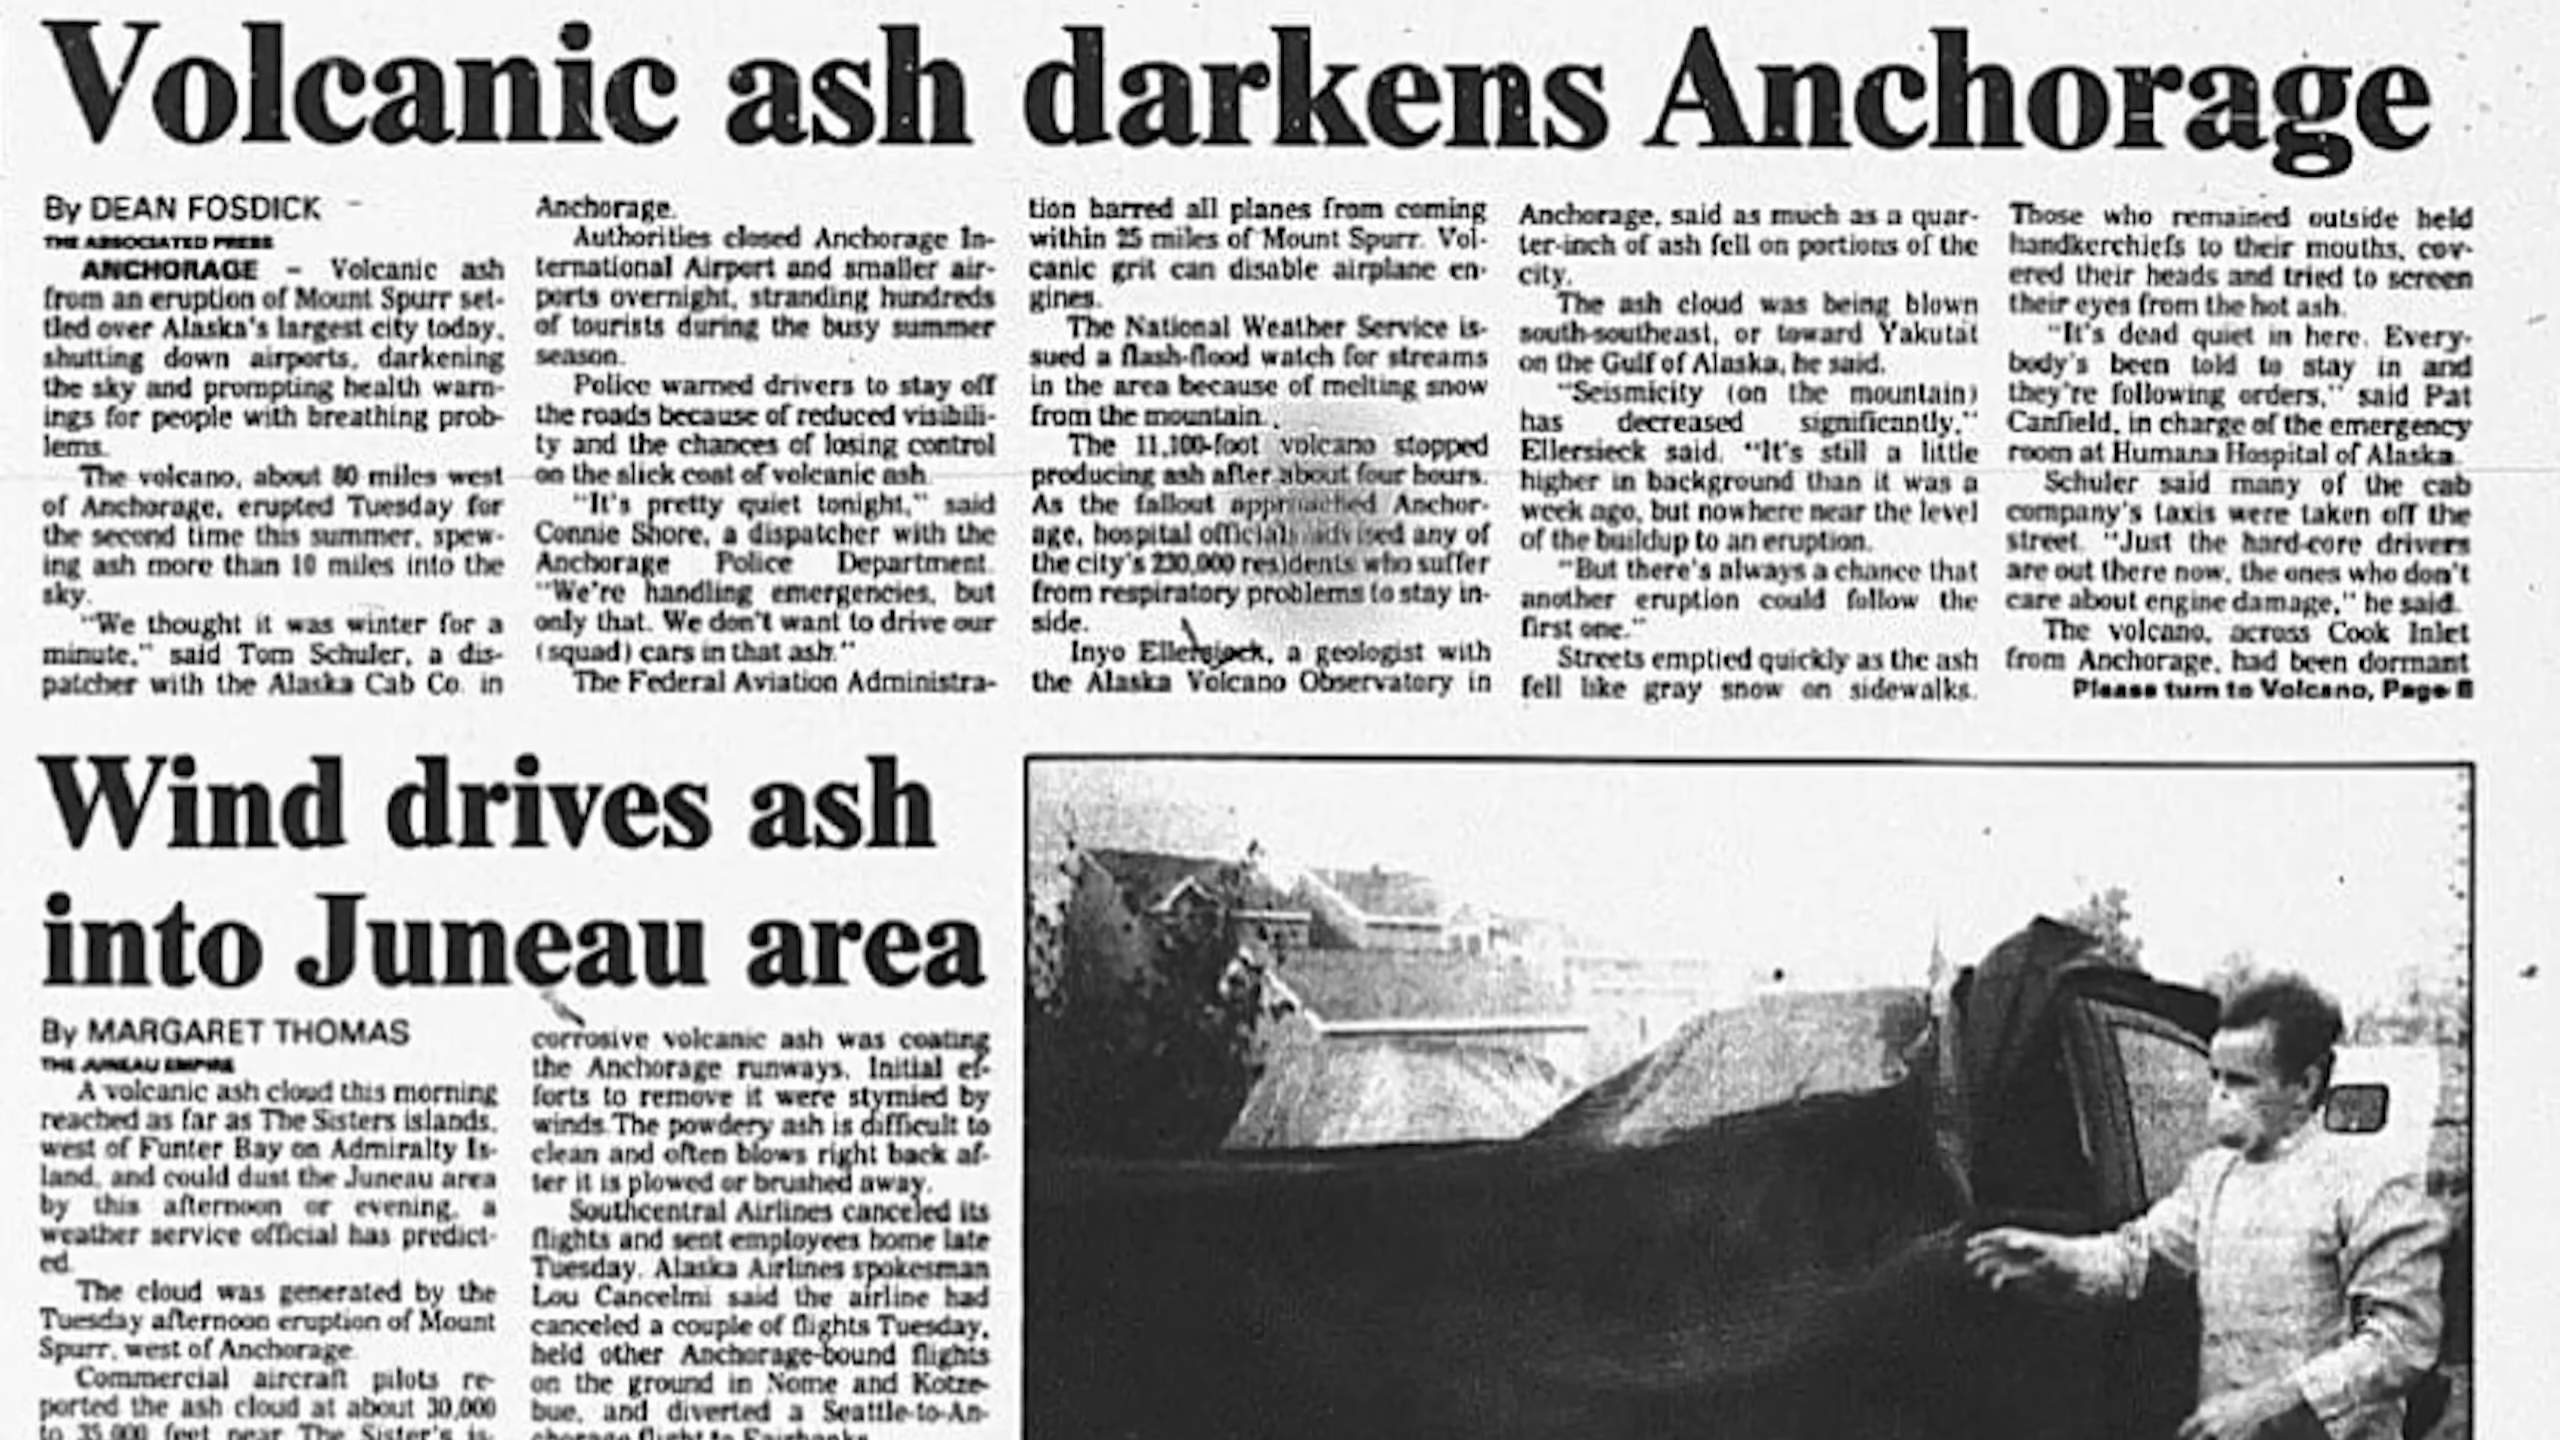 Volcanic ash darkens Anchorage
By DEAN FOSDICK
THE ASSOCIATED PRESS
ANCHORAGE – Volcanic ash
from an eruption of Mount Spurr set-
tled over Alaska's largest city today,
shutting down airports, darkening
the sky and prompting health warn-
ings for people with breathing prob-
lems.
The volcano, about 80 miles west
of Anchorage, erupted Tuesday for
the second time this summer, spew-
ing ash more than 10 miles into the
sky.
"We thought it was winter for a
minute," said Tom Schuler, a dis-
patcher with the Alaska Cab Co. in
Anchorage.
Authorities closed Anchorage In-
ternational Airport and smaller air-
ports overnight, stranding hundreds
of tourists during the busy summer
season.
Police warned drivers to stay off
the roads because of reduced visibili-
ty and the chances of losing control
on the slick coat of volcanic ash.
"It's pretty quiet tonight," said
Connie Shore, a dispatcher with the
Anchorage Police Department.
"We're handling emergencies, but
only that. We don't want to drive our
(squad) cars in that ash."
The Federal Aviation Administra-
tion barred all planes from coming
within 25 miles of Mount Spurr. Vol-
canic grit can disable airplane en-
gines.
The National Weather Service is-
sued a flash-flood watch for streams
in the area because of melting snow
from the mountain.
The 11,100-foot volcano stopped
producing ash after about four hours.
As the fallout approached Anchor-
age, hospital officials advised any of
the city's 230,000 residents who suffer
from respiratory problems to stay in-
side.
Inyo Ellersieck, a geologist with
the Alaska Volcano Observatory in
Anchorage, said as much as a quar-
ter-inch of ash fell on portions of the
city.
The ash cloud was being blown
south-southeast, or toward Yakutat
on the Gulf of Alaska, he said.
"Seismicity (on the mountain)
has decreased significantly,"
Ellersieck said. "It's still a little
higher in background than it was a
week ago, but nowhere near the level
of the buildup to an eruption.
"But there's always a chance that
another eruption could follow the
first one."
Streets emptied quickly as the ash
fell like gray snow on sidewalks.
Those who remained outside held
handkerchiefs to their mouths, cov-
ered their heads and tried to screen
their eyes from the hot ash.
"It's dead quiet in here. Every-
body's been told to stay in and
they're following orders," said Pat
Canfield, in charge of the emergency
room at Humana Hospital of Alaska.
Schuler said many of the cab
company's taxis were taken off the
street. "Just the hard-core drivers
are out there now, the ones who don't
care about engine damage," he said.
The volcano, across Cook Inlet
from Anchorage, had been dormant
Please turn to Volcano, Page 8
Wind drives ash
into Juneau area
By MARGARET THOMAS
THE JUNEAU EMPIRE
A volcanic ash cloud this morning
reached as far as The Sisters islands,
west of Funter Bay on Admiralty Is-
land, and could dust the Juneau area
by this afternoon or evening, a
weather service official has predict-
ed.
The cloud was generated by the
Tuesday afternoon eruption of Mount
Spurr, west of Anchorage.
Commercial aircraft pilots re-
ported the ash cloud at about 30,000
to 35,000 feet near The Sister's is-
corrosive volcanic ash was coating
the Anchorage runways. Initial ef-
forts to remove it were stymied by
winds.The powdery ash is difficult to
clean and often blows right back af-
ter it is plowed or brushed away.
Southcentral Airlines canceled its
flights and sent employees home late
Tuesday. Alaska Airlines spokesman
Lou Cancelmi said the airline had
canceled a couple of flights Tuesday,
held other Anchorage-bound flights
on the ground in Nome and Kotze-
bue, and diverted a Seattle-to-An-
chorage flight to Fairbanks.